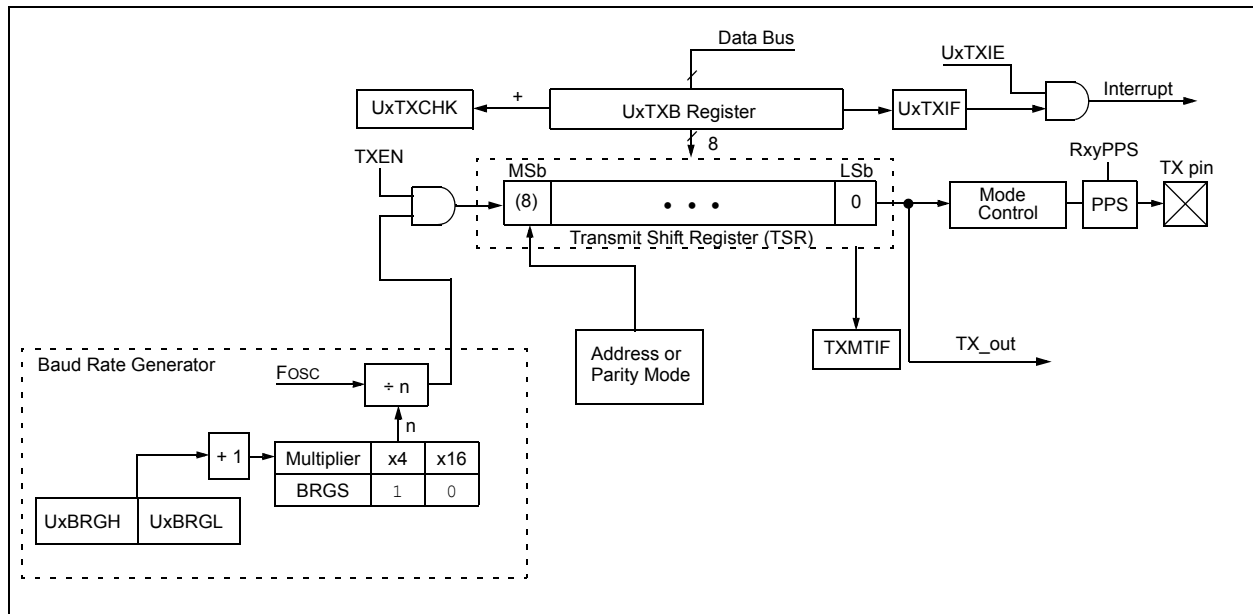 Data Bus
UxTXIE
Interrupt
UxTXCHK
+
UxTXB Register
UxTXIF
8
TXEN
RxyPPS
TX pin
MSb
LSb
(8)
• • •
0
Mode
Control
PPS
Transmit Shift Register (TSR)
Address or
Parity Mode
TXMTIF
TX_out
Baud Rate Generator
FOSC
÷ n
n
+ 1
Multiplier x4 x16
BRGS 1 0
UxBRGH UxBRGL